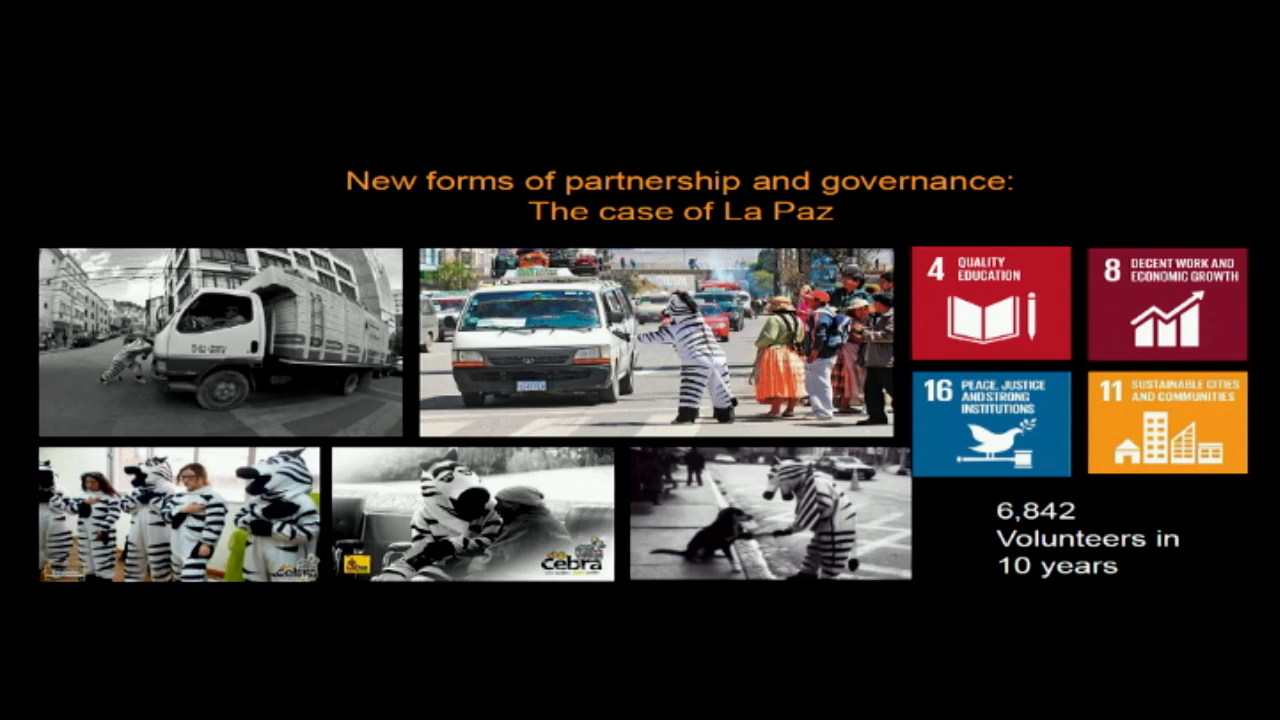 New forms of partnership and governance:
The case of La Paz
4 QUALITY
EDUCATION
8 DECENT WORK AND
ECONOMIC GROWTH
16 PEACE, JUSTICE
AND STRONG
INSTITUTIONS
11 SUSTAINABLE CITIES
AND COMMUNITIES
6,842
Volunteers in
10 years
Cebra
Cebra